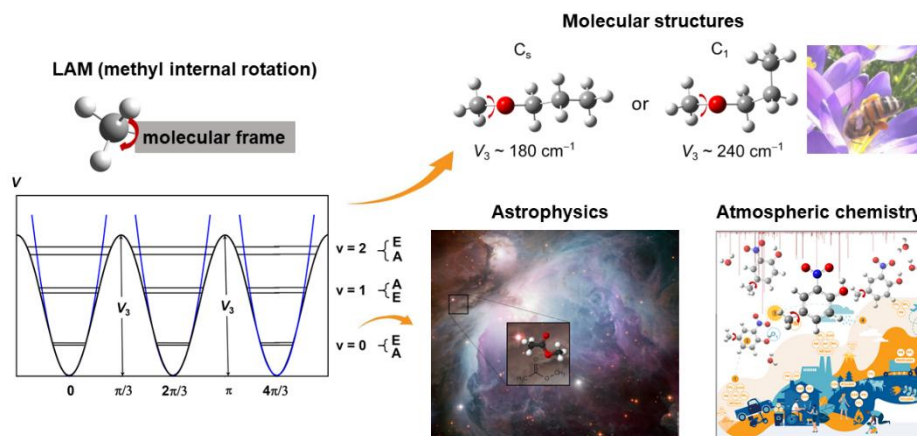 Molecular structures
LAM (methyl internal rotation)
molecular frame
Cs
C1
or
V3 ~ 180 cm⁻¹
V3 ~ 240 cm⁻¹
V
V3
V3
v = 2
E
A
v = 1
A
E
v = 0
E
A
0
π/3
2π/3
π
4π/3
Astrophysics
Atmospheric chemistry